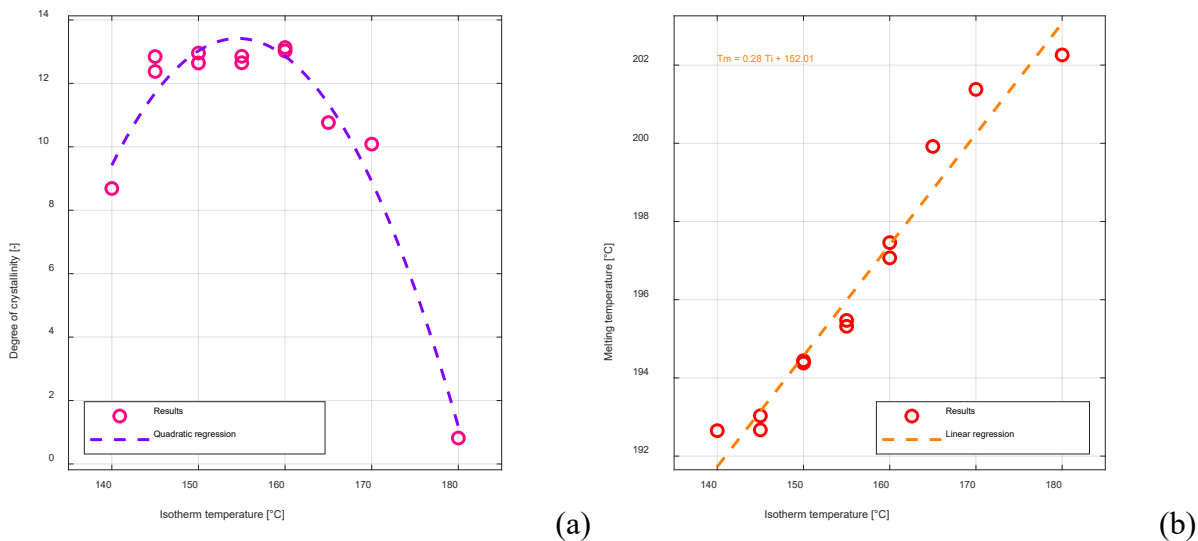 14
12
10
8
6
4
2
0
Degree of crystallinity [-]
Results
Quadratic regression
140
150
160
170
180
Isotherm temperature [°C]
(a)
Tm = 0.28 Ti + 152.01
202
200
198
196
194
192
Melting temperature [°C]
Results
Linear regression
140
150
160
170
180
Isotherm temperature [°C]
(b)